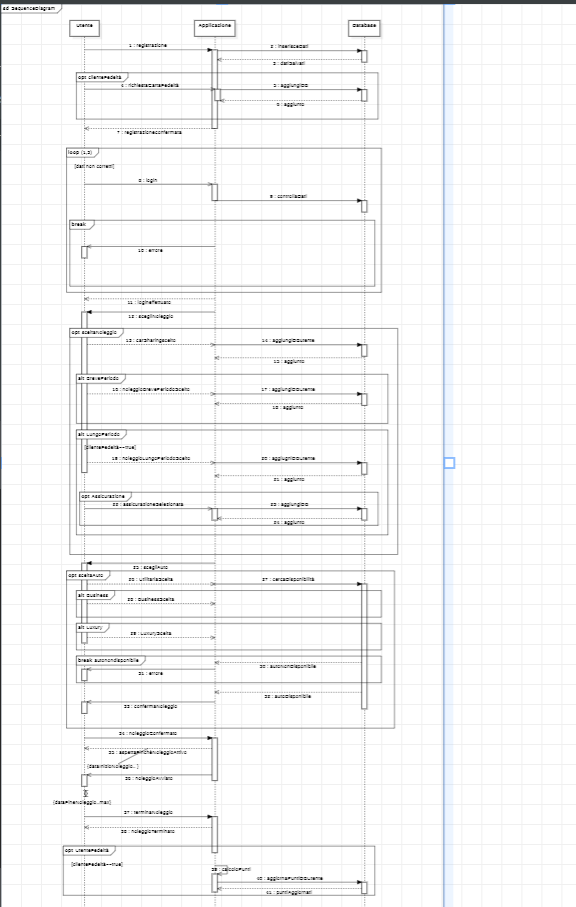 sd SequenceDiagram
Utente
Applicazione
Database
1 : registrazione
2 : inserisceDati
3 : datiSalvati
opt clienteFedeltà
4 : richiestaCartaFedeltà
5 : aggiungiDB
6 : aggiunto
7 : registrazioneConfermata
loop (1,3)
[dati non corretti]
8 : login
9 : controllaDati
break
10 : errore
11 : loginEffettuato
12 : scegliNoleggio
opt sceltaNoleggio
13 : carSharingScelto
14 : aggiungiDBUtente
15 : aggiunto
alt BrevePeriodo
16 : noleggioBrevePeriodoScelto
17 : aggiungiDBUtente
18 : aggiunto
alt LungoPeriodo
[clienteFedeltà==true]
19 : noleggioLungoPeriodoScelto
20 : aggiungiDBUtente
21 : aggiunto
opt Assicurazione
22 : assicurazioneSelezionata
23 : aggiungiDB
24 : aggiunto
25 : scegliAuto
opt sceltaAuto
26 : utilitariaScelta
27 : cercaDisponibilità
alt Business
28 : BusinessScelta
alt Luxury
29 : LuxuryScelta
break autoNonDisponibile
30 : autoNonDisponibile
31 : errore
32 : autoDisponibile
33 : confermaNoleggio
34 : noleggioConfermato
35 : aspettaInizioNoleggioAttivo
36 : noleggioAvviato
37 : terminaNoleggio
38 : noleggioTerminato
opt UtenteFedeltà
[clienteFedeltà==true]
39 : calcoloPunti
40 : aggiornaPuntiDBUtente
41 : puntiAggiornati